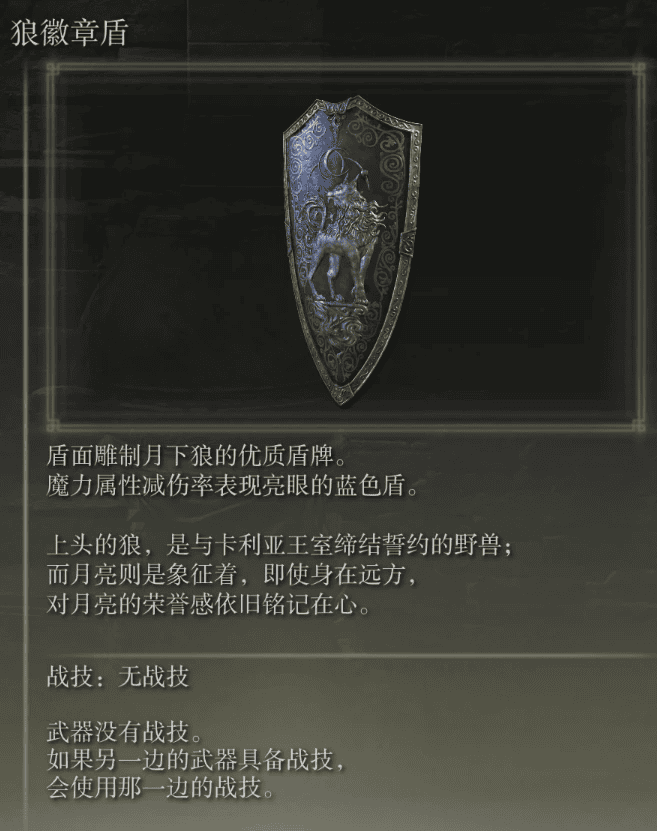 狼徽章盾
盾面雕制月下狼的优质盾牌。
魔力属性减伤率表现亮眼的蓝色盾。
上头的狼，是与卡利亚王室缔结誓约的野兽；
而月亮则是象征着，即使身在远方，
对月亮的荣誉感依旧铭记在心。
战技：无战技
武器没有战技。
如果另一边的武器具备战技，
会使用那一边的战技。